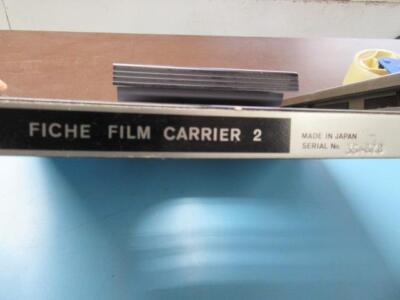 FICHE FILM CARRIER 2
MADE IN JAPAN
SERIAL No.